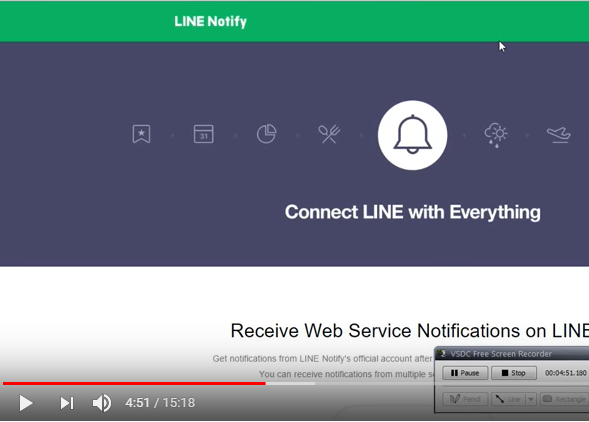 LINE Notify
31
Connect LINE with Everything
Receive Web Service Notifications on LINE
Get notifications from LINE Notify's official account after
You can receive notifications from multiple s
VSDC Free Screen Recorder
Pause Stop 00:04:51.180
Pencil Line Rectangle
4:51 / 15:18